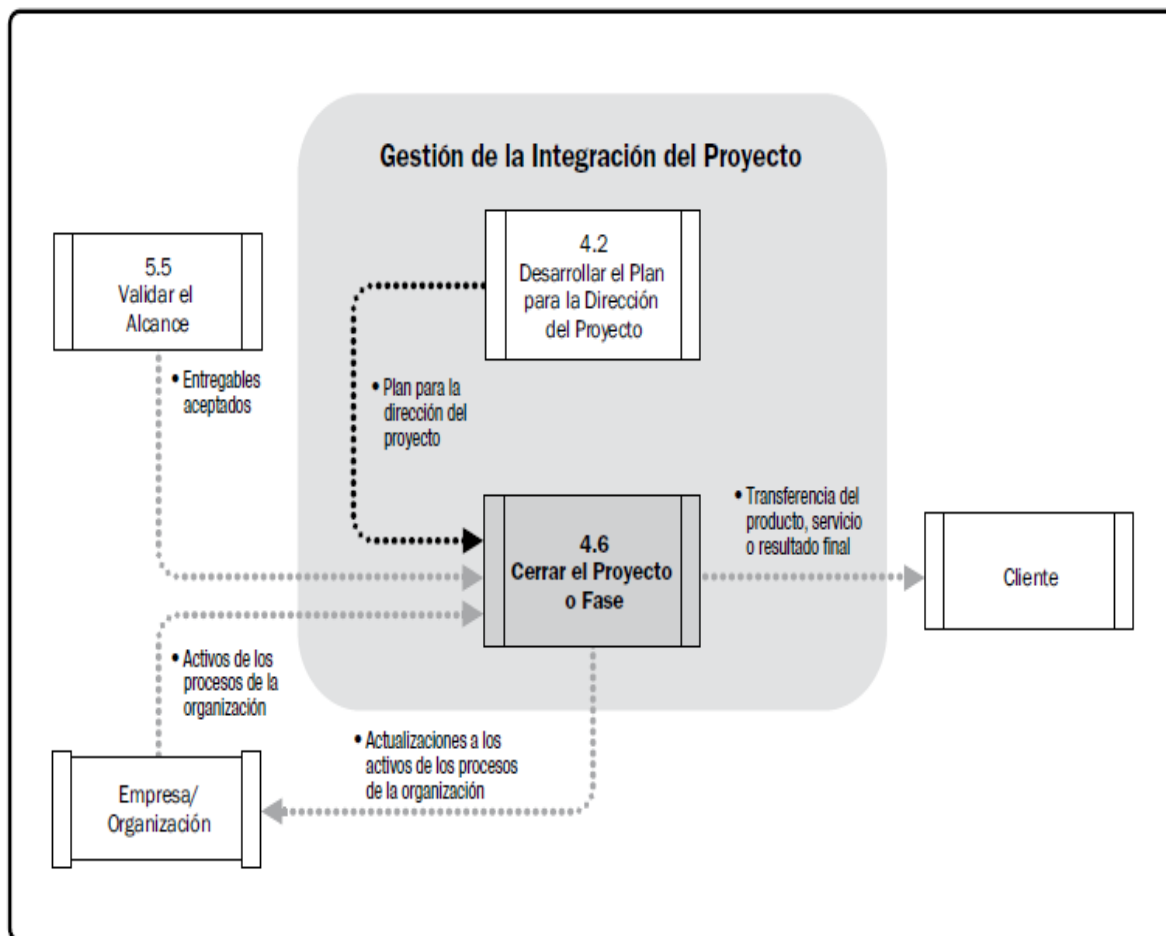 Gestión de la Integración del Proyecto
4.2
Desarrollar el Plan
para la Dirección
del Proyecto
5.5
Validar el
Alcance
• Entregables
aceptados
• Plan para la
dirección del
proyecto
• Transferencia del
producto, servicio
o resultado final
4.6
Cerrar el Proyecto
o Fase
Cliente
• Activos de los
procesos de la
organización
• Actualizaciones a los
activos de los procesos
de la organización
Empresa/
Organización